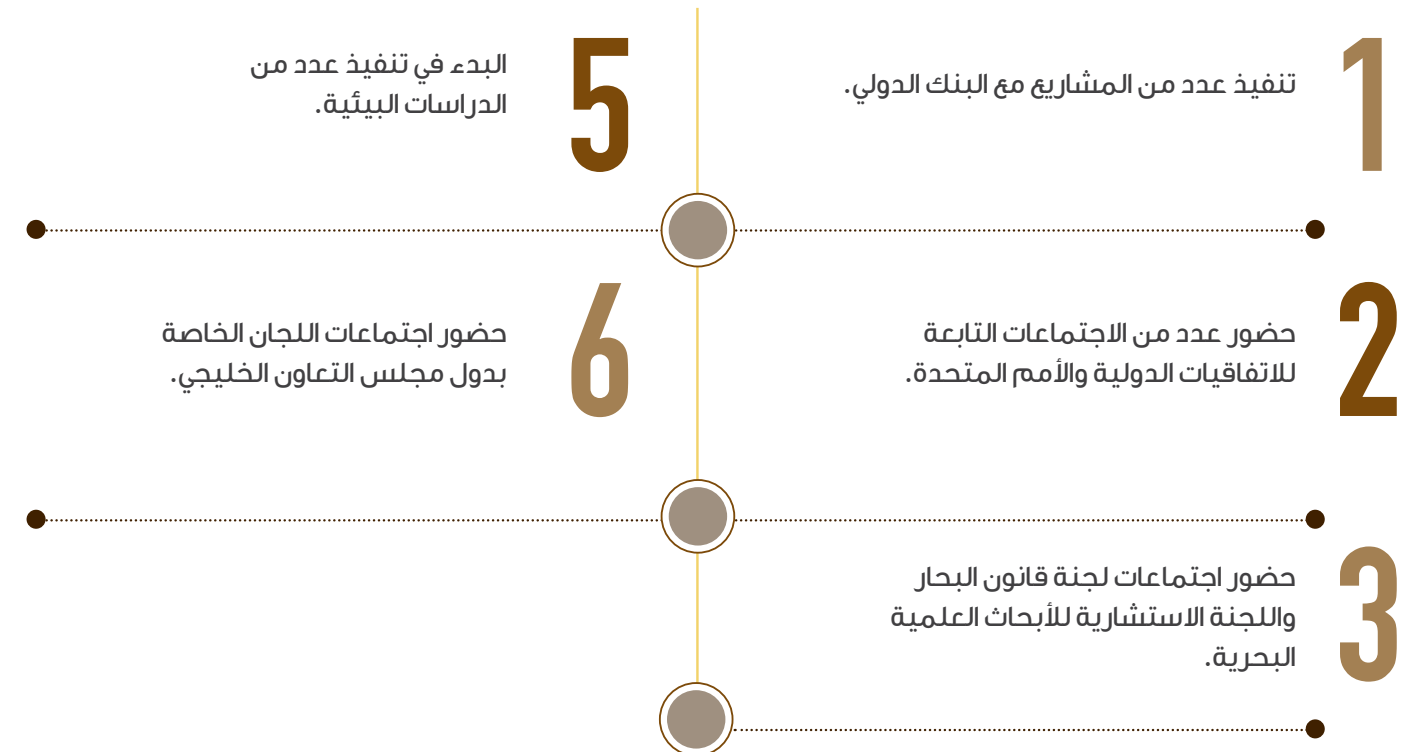 1
تنفيذ عدد من المشاريع مع البنك الدولي.
2
حضور عدد من الاجتماعات التابعة
للاتفاقيات الدولية والأمم المتحدة.
3
حضور اجتماعات لجنة قانون البحار
واللجنة الاستشارية للأبحاث العلمية
البحرية.
5
البدء في تنفيذ عدد من
الدراسات البيئية.
6
حضور اجتماعات اللجان الخاصة
بدول مجلس التعاون الخليجي.